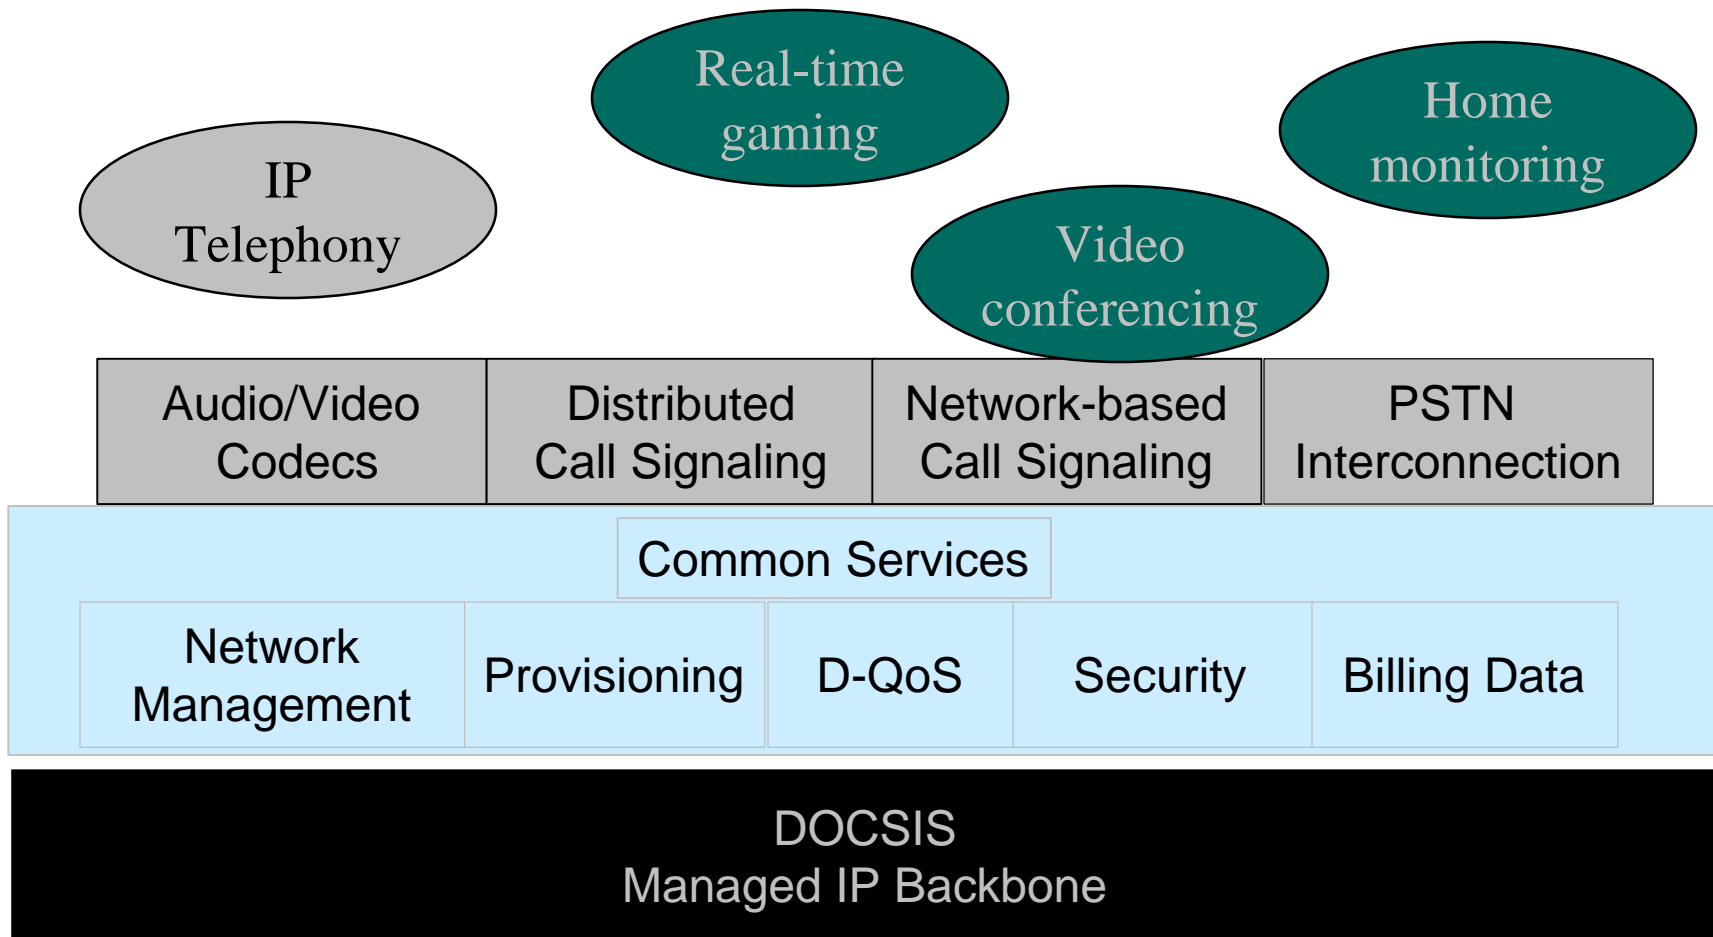 Real-time
gaming
Home
monitoring
IP
Telephony
Video
conferencing
Audio/Video
Codecs
Distributed
Call Signaling
Network-based
Call Signaling
PSTN
Interconnection
Common Services
Network
Management
Provisioning
D-QoS
Security
Billing Data
DOCSIS
Managed IP Backbone